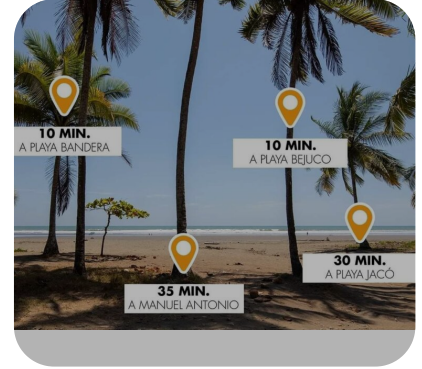 10 MIN.
A PLAYA BANDERA
10 MIN.
A PLAYA BEJUCO
30 MIN.
A PLAYA JACÓ
35 MIN.
A MANUEL ANTONIO